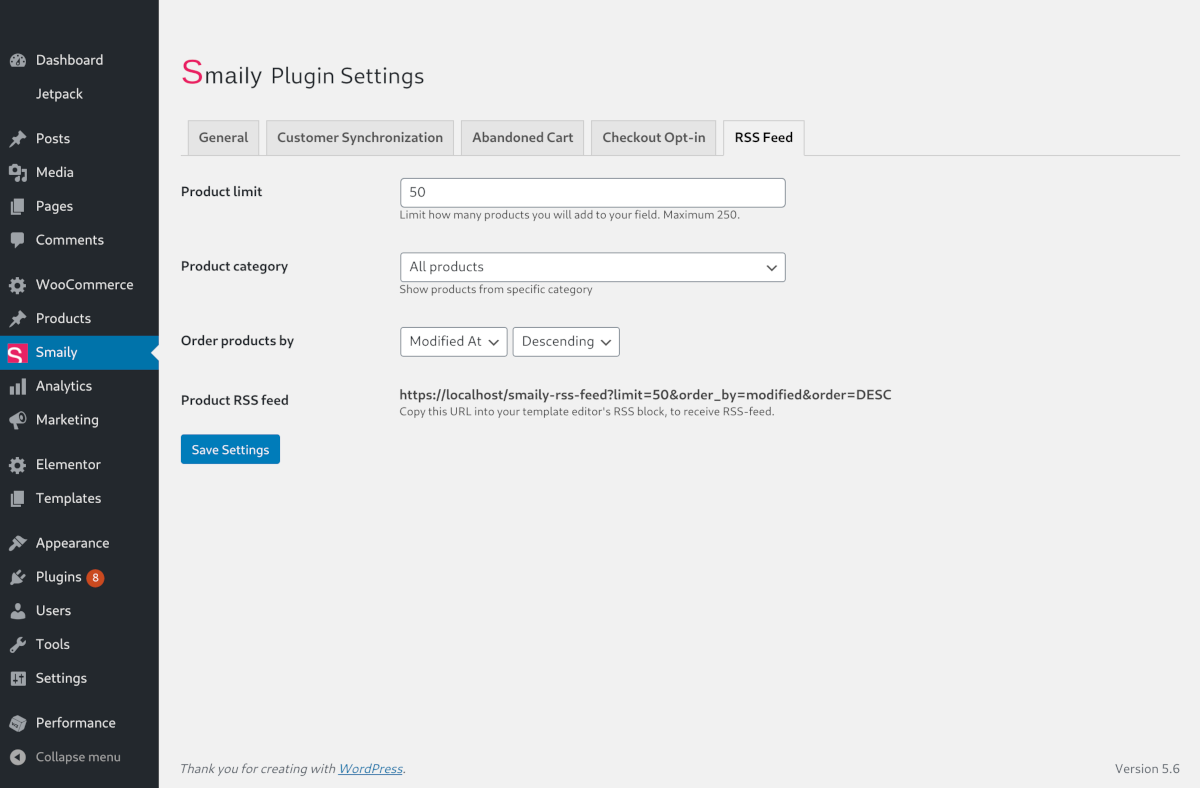 Dashboard
Jetpack
Posts
Media
Pages
Comments
WooCommerce
Products
Smaily
Analytics
Marketing
Elementor
Templates
Appearance
Plugins 8
Users
Tools
Settings
Performance
Collapse menu
Smaily Plugin Settings
General Customer Synchronization Abandoned Cart Checkout Opt-in RSS Feed
Product limit 50
Limit how many products you will add to your field. Maximum 250.
Product category All products
Show products from specific category
Order products by Modified At Descending
Product RSS feed https://localhost/smaily-rss-feed?limit=50&order_by=modified&order=DESC
Copy this URL into your template editor's RSS block, to receive RSS-feed.
Save Settings
Thank you for creating with WordPress. Version 5.6